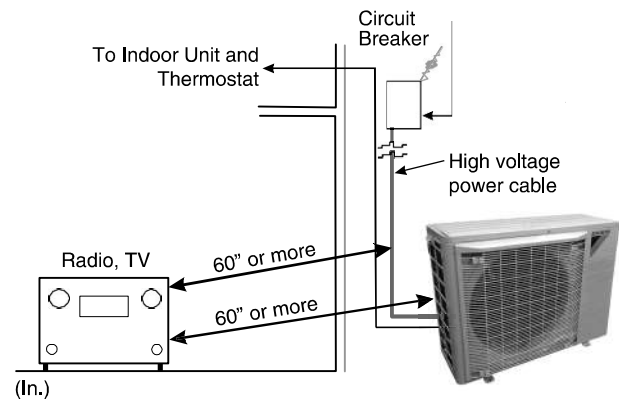 Circuit
Breaker
To Indoor Unit and
Thermostat
High voltage
power cable
60” or more
Radio, TV
60” or more
(In.)